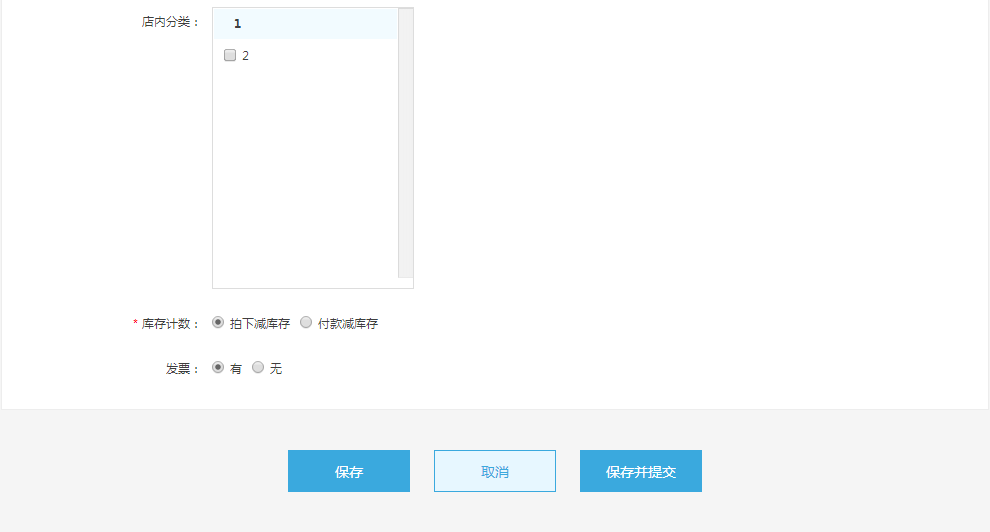 店内分类： 1
2
* 库存计数： 拍下减库存 付款减库存
发票： 有 无
保存 取消 保存并提交